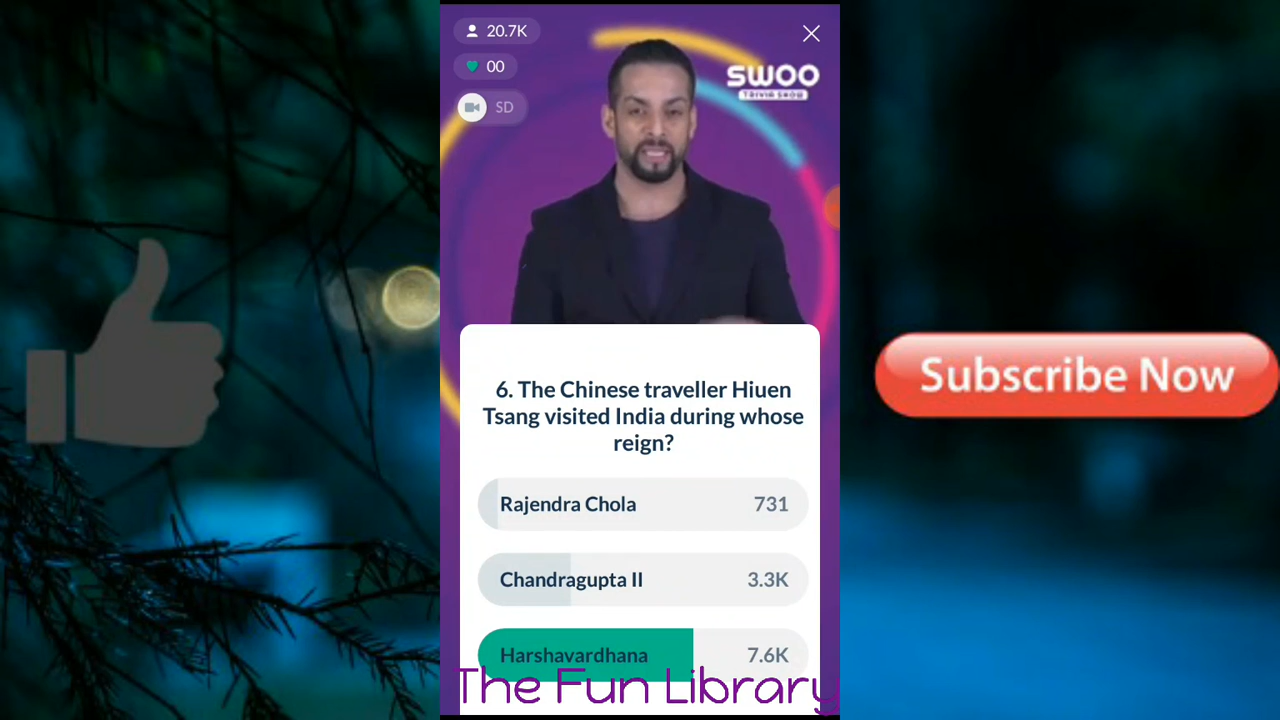 20.7K
00
SD
SWOO
TRIVIA SHOW
6. The Chinese traveller Hiuen
Tsang visited India during whose
reign?
Rajendra Chola 731
Chandragupta II 3.3K
Harshavardhana 7.6K
The Fun Library
Subscribe Now